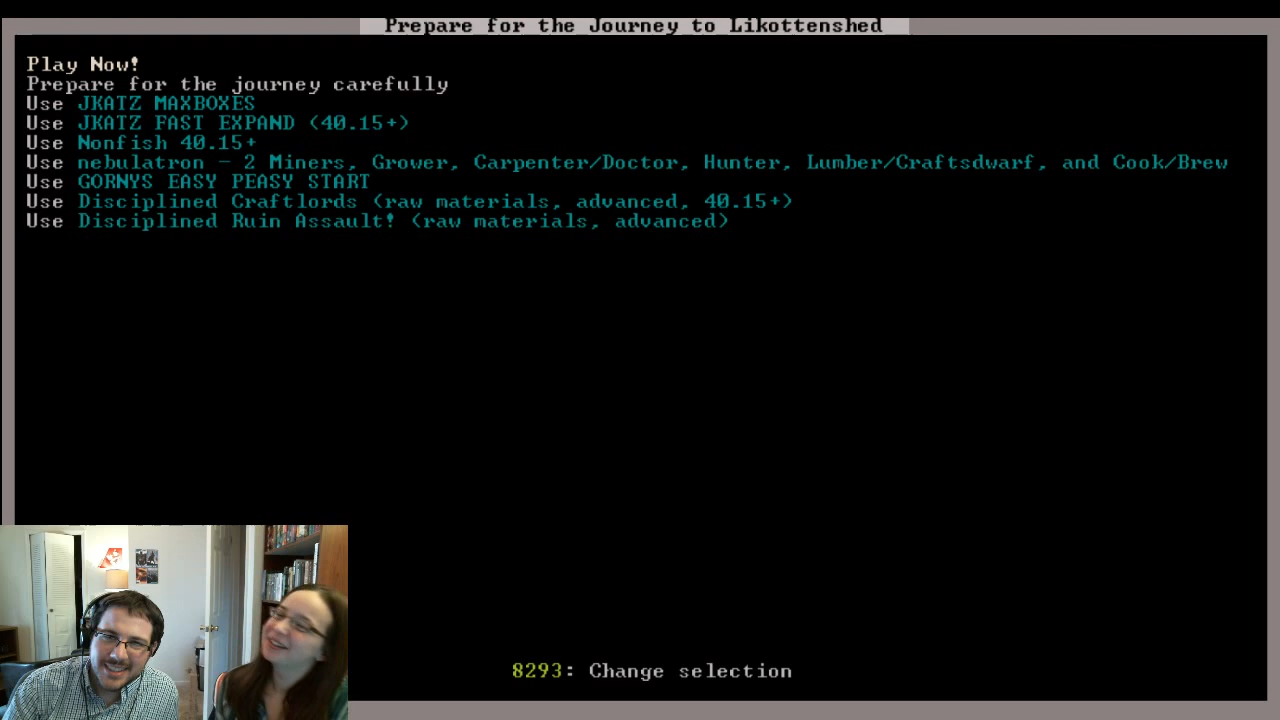 Prepare for the Journey to Likottenshed
Play Now!
Prepare for the journey carefully
Use JKATZ MAXBOXES
Use JKATZ FAST EXPAND (40.15+)
Use Nonfish 40.15+
Use nebulatron - 2 Miners, Grower, Carpenter/Doctor, Hunter, Lumber/Craftsdwarf, and Cook/Brew
Use GORNYS EASY PEASY START
Use Disciplined Craftlords (raw materials, advanced, 40.15+)
Use Disciplined Ruin Assault! (raw materials, advanced)
8293: Change selection